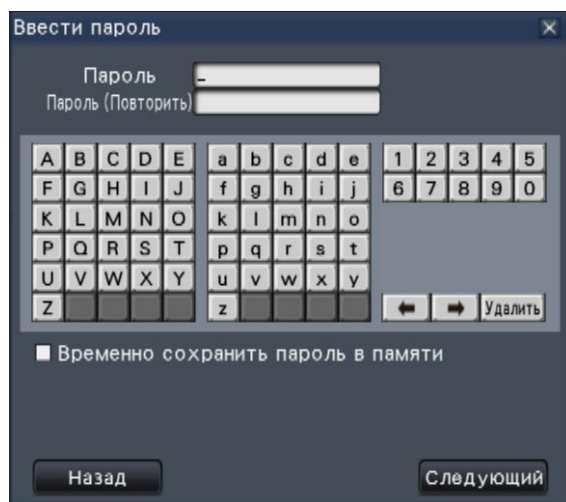 Ввести пароль
Пароль
Пароль (Повторить)
A B C D E a b c d e 1 2 3 4 5
F G H I J f g h i j 6 7 8 9 0
K L M N O k l m n o
P Q R S T p q r s t
U V W X Y u v w x y
Z z ← → Удалить
Временно сохранить пароль в памяти
Назад Следующий